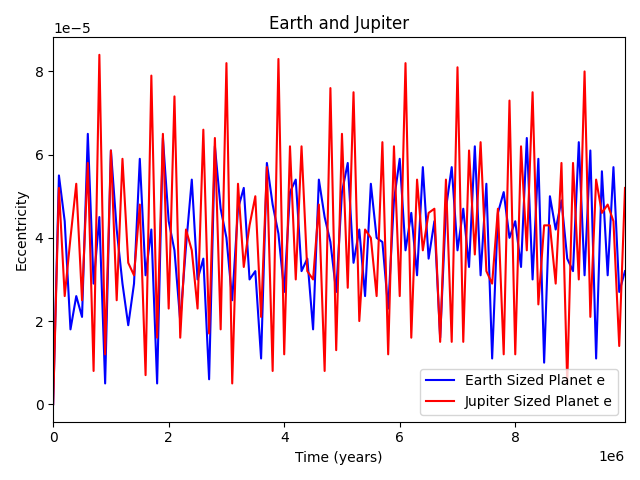 Earth and Jupiter
1e−5
8
6
4
2
0
Eccentricity
0 2 4 6 8
Time (years)
1e6
Earth Sized Planet e
Jupiter Sized Planet e